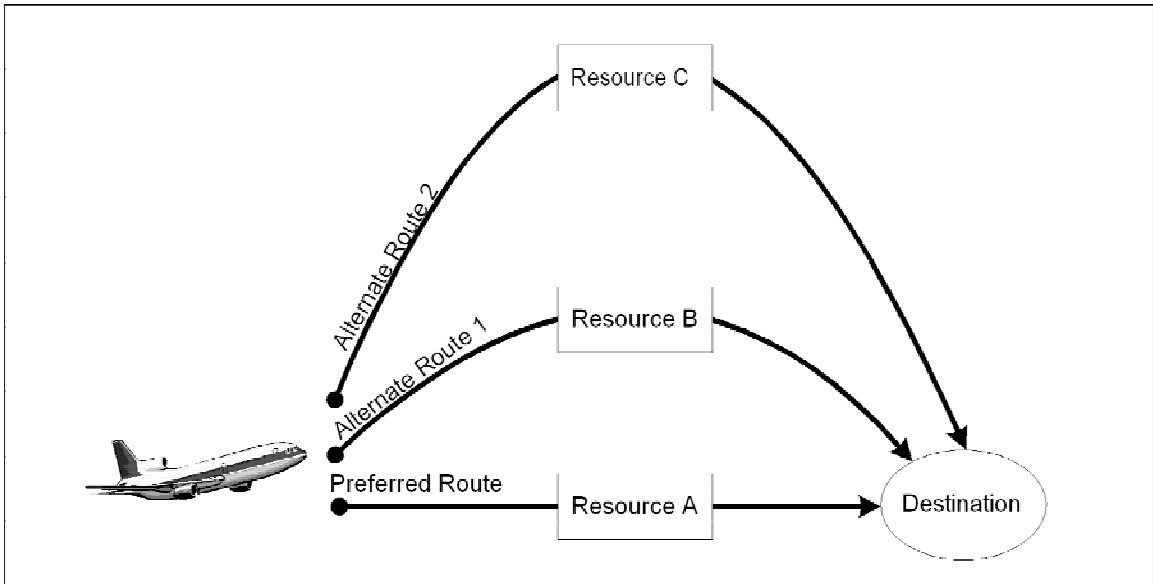 Resource C
Alternate Route 2
Resource B
Alternate Route 1
Preferred Route
Resource A
Destination